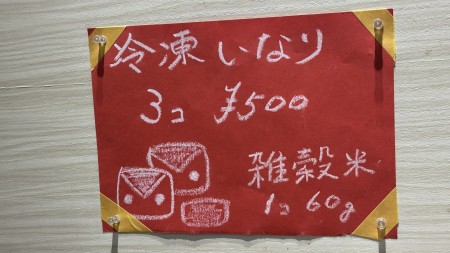 冷凍いなり
3コ ¥500
雑穀米
1コ 60g